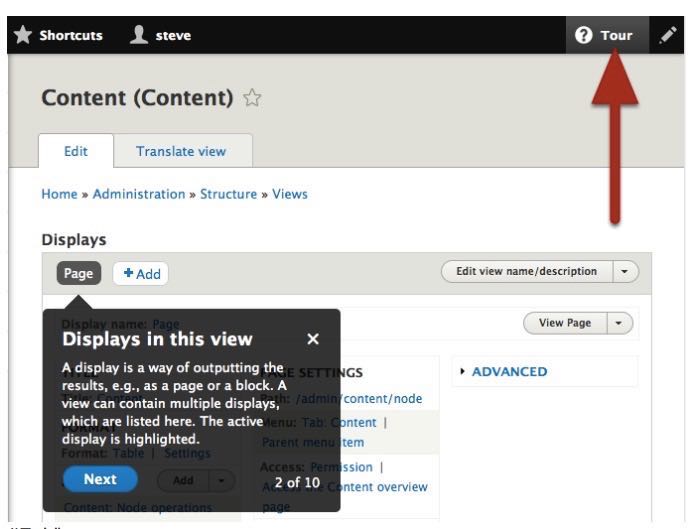 Shortcuts steve Tour
Content (Content)
Edit Translate view
Home » Administration » Structure » Views
Displays
Page +Add Edit view name/description
Display name: Page View Page
Displays in this view ×
A display is a way of outputting the
results, e.g., as a page or a block. A
view can contain multiple displays,
which are listed here. The active
display is highlighted.
Next 2 of 10
TITLE
Title: Content
FORMAT
Format: Table | Settings
Add
Content: Node operations
PAGE SETTINGS
Path: /admin/content/node
Menu: Tab: Content |
Parent menu item
Access: Permission |
Access the Content overview
page
ADVANCED